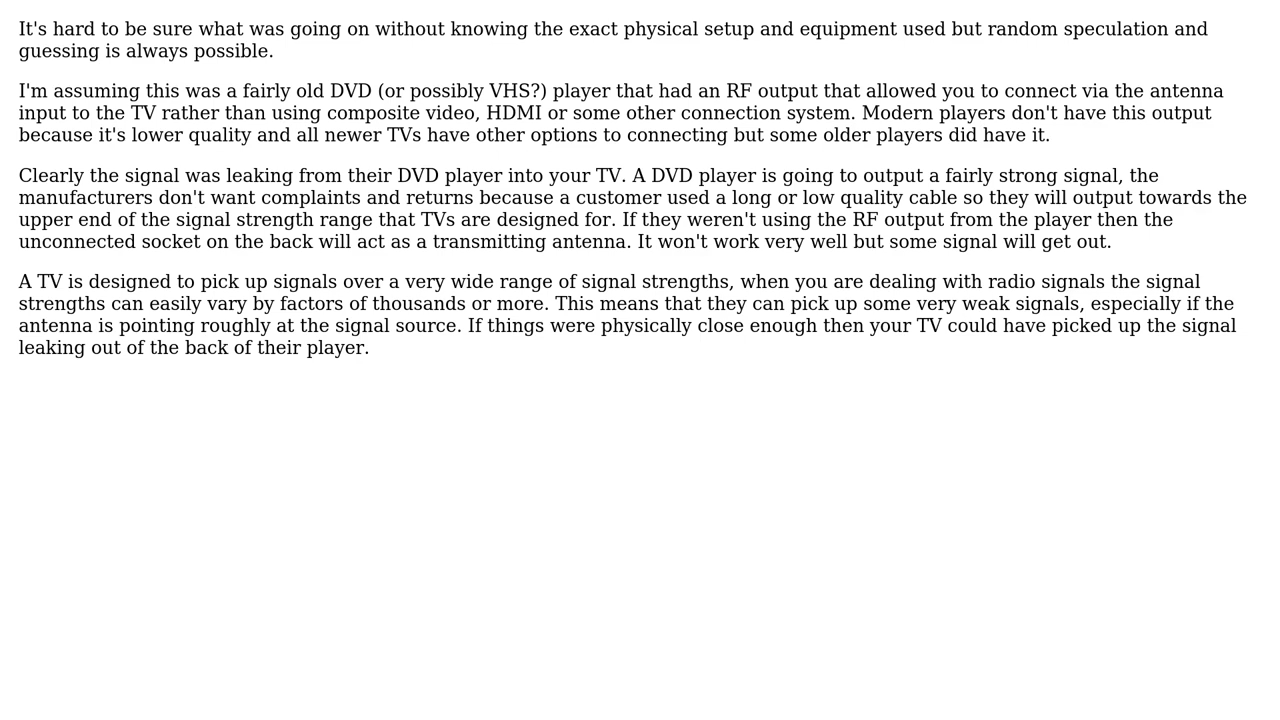 It's hard to be sure what was going on without knowing the exact physical setup and equipment used but random speculation and
guessing is always possible.
I'm assuming this was a fairly old DVD (or possibly VHS?) player that had an RF output that allowed you to connect via the antenna
input to the TV rather than using composite video, HDMI or some other connection system. Modern players don't have this output
because it's lower quality and all newer TVs have other options to connecting but some older players did have it.
Clearly the signal was leaking from their DVD player into your TV. A DVD player is going to output a fairly strong signal, the
manufacturers don't want complaints and returns because a customer used a long or low quality cable so they will output towards the
upper end of the signal strength range that TVs are designed for. If they weren't using the RF output from the player then the
unconnected socket on the back will act as a transmitting antenna. It won't work very well but some signal will get out.
A TV is designed to pick up signals over a very wide range of signal strengths, when you are dealing with radio signals the signal
strengths can easily vary by factors of thousands or more. This means that they can pick up some very weak signals, especially if the
antenna is pointing roughly at the signal source. If things were physically close enough then your TV could have picked up the signal
leaking out of the back of their player.